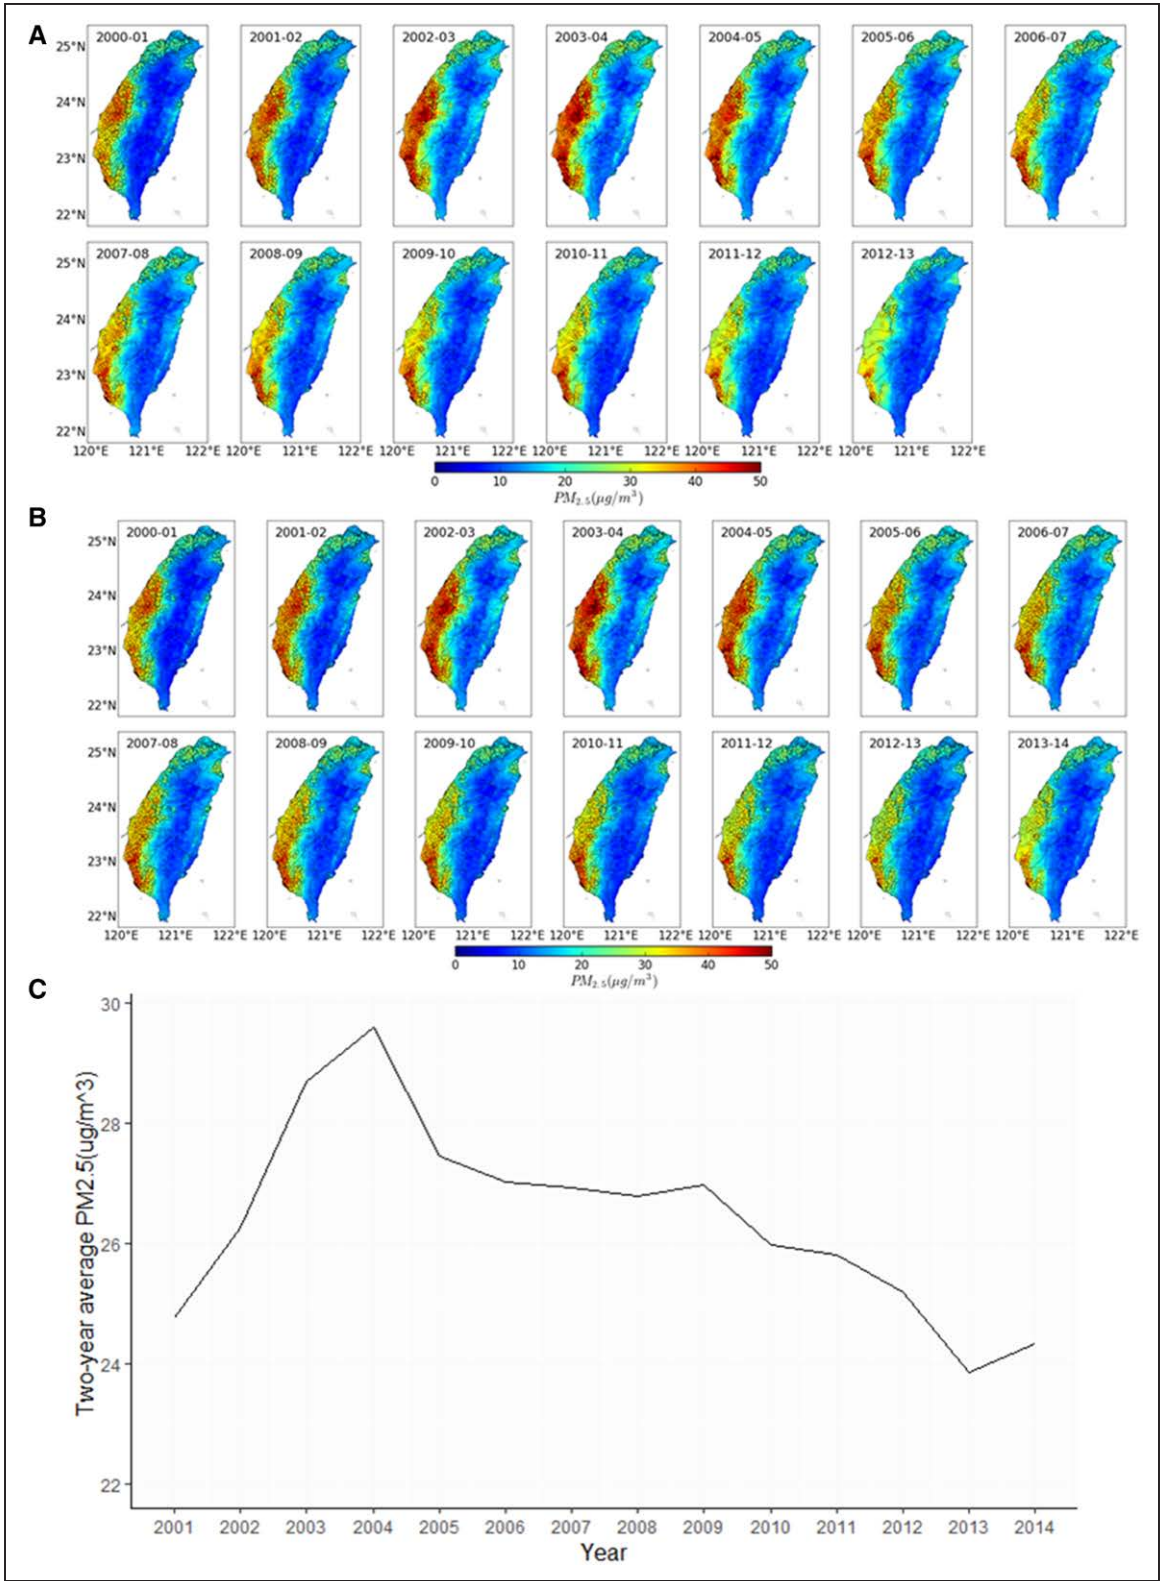 A
2000-01 2001-02 2002-03 2003-04 2004-05 2005-06 2006-07
25°N
24°N
23°N
22°N
2007-08 2008-09 2009-10 2010-11 2011-12 2012-13
25°N
24°N
23°N
22°N
120°E 121°E 122°E 120°E 121°E 122°E 120°E 121°E 122°E 120°E 121°E 122°E 120°E 121°E 122°E 120°E 121°E 122°E
0 10 20 30 40 50
PM2.5(μg/m³)
B
2000-01 2001-02 2002-03 2003-04 2004-05 2005-06 2006-07
25°N
24°N
23°N
22°N
2007-08 2008-09 2009-10 2010-11 2011-12 2012-13 2013-14
25°N
24°N
23°N
22°N
120°E 121°E 122°E 120°E 121°E 122°E 120°E 121°E 122°E 120°E 121°E 122°E 120°E 121°E 122°E 120°E 121°E 122°E 120°E 121°E 122°E
0 10 20 30 40 50
PM2.5(μg/m³)
C
30
28
26
24
22
Two-year average PM2.5(ug/m^3)
2001 2002 2003 2004 2005 2006 2007 2008 2009 2010 2011 2012 2013 2014
Year